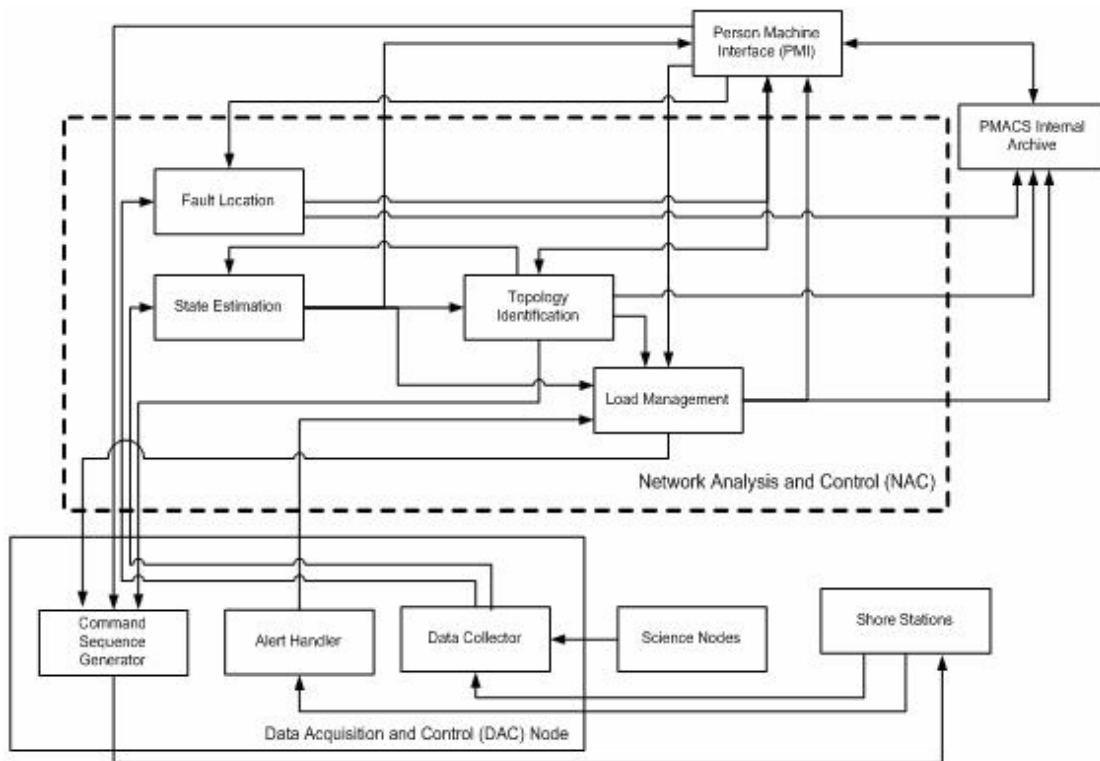 Person Machine
Interface (PMI)
PMACS Internal
Archive
Fault Location
State Estimation
Topology
Identification
Load Management
Network Analysis and Control (NAC)
Command
Sequence
Generator
Alert Handler
Data Collector
Science Nodes
Shore Stations
Data Acquisition and Control (DAC) Node